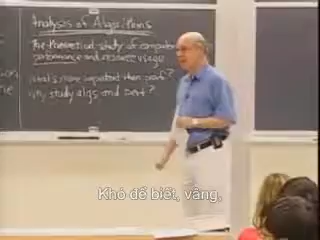 Analysis of Algorithms
The theoretical study of computer
performance and resource usage
what's more important than perf?
why study algs and perf?
Khó để biết, vâng,